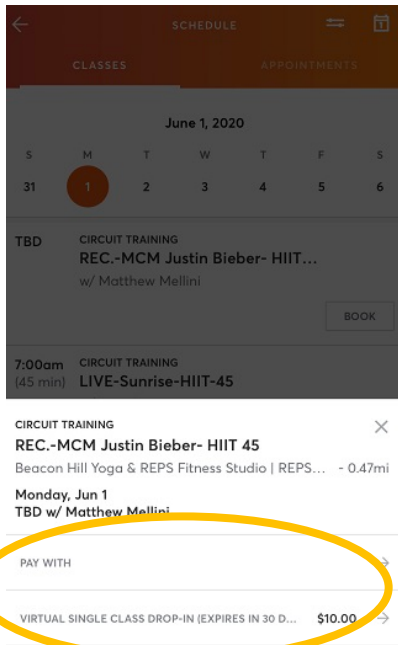 SCHEDULE
CLASSES APPOINTMENTS
June 1, 2020
S M T W T F S
31 1 2 3 4 5 6
TBD CIRCUIT TRAINING
REC.-MCM Justin Bieber- HIIT...
w/ Matthew Mellini
BOOK
7:00am CIRCUIT TRAINING
(45 min) LIVE-Sunrise-HIIT-45
CIRCUIT TRAINING
REC.-MCM Justin Bieber- HIIT 45
Beacon Hill Yoga & REPS Fitness Studio | REPS... - 0.47mi
Monday, Jun 1
TBD w/ Matthew Mellini
PAY WITH
VIRTUAL SINGLE CLASS DROP-IN (EXPIRES IN 30 D... $10.00